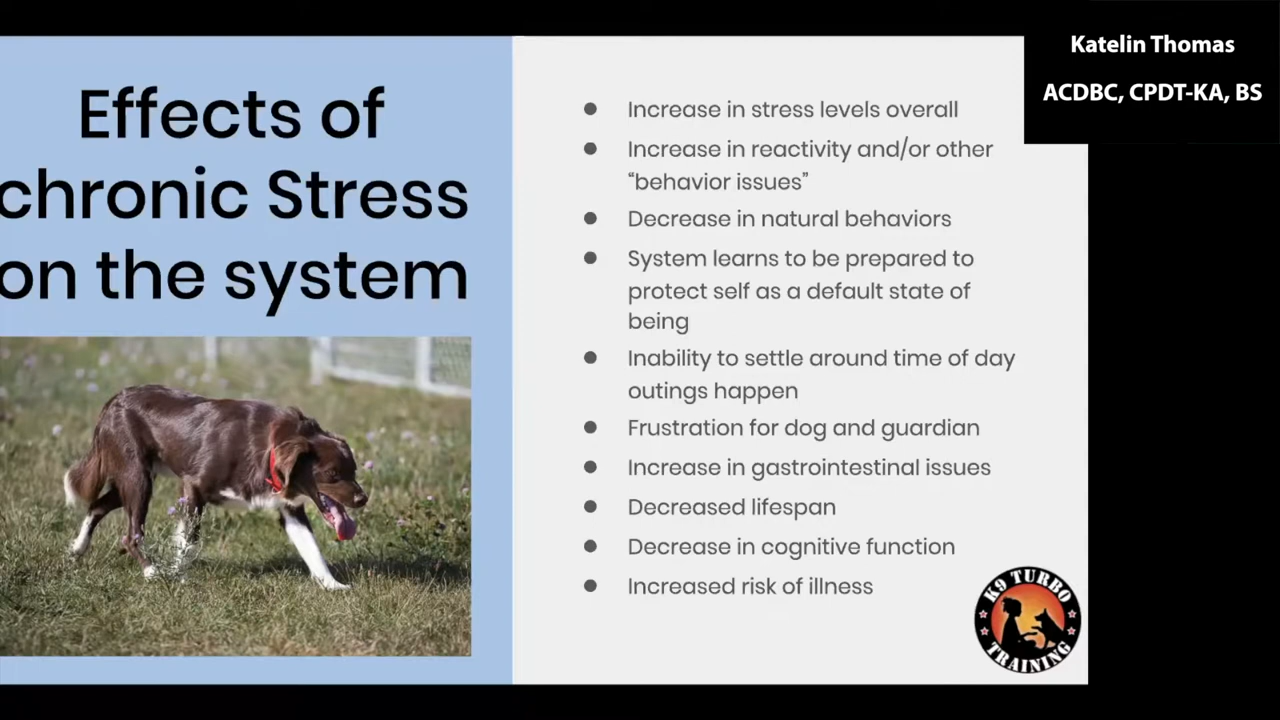 Katelin Thomas
ACDBC, CPDT-KA, BS
Effects of
chronic Stress
on the system
● Increase in stress levels overall
● Increase in reactivity and/or other
“behavior issues”
● Decrease in natural behaviors
● System learns to be prepared to
protect self as a default state of
being
● Inability to settle around time of day
outings happen
● Frustration for dog and guardian
● Increase in gastrointestinal issues
● Decreased lifespan
● Decrease in cognitive function
● Increased risk of illness
K9 TURBO
TRAINING